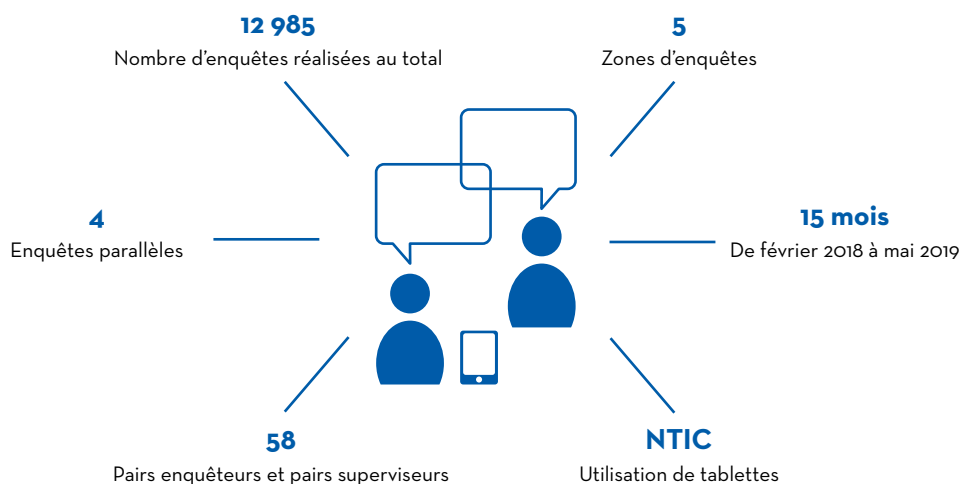 12 985
Nombre d'enquêtes réalisées au total
5
Zones d'enquêtes
4
Enquêtes parallèles
15 mois
De février 2018 à mai 2019
58
Pairs enquêteurs et pairs superviseurs
NTIC
Utilisation de tablettes